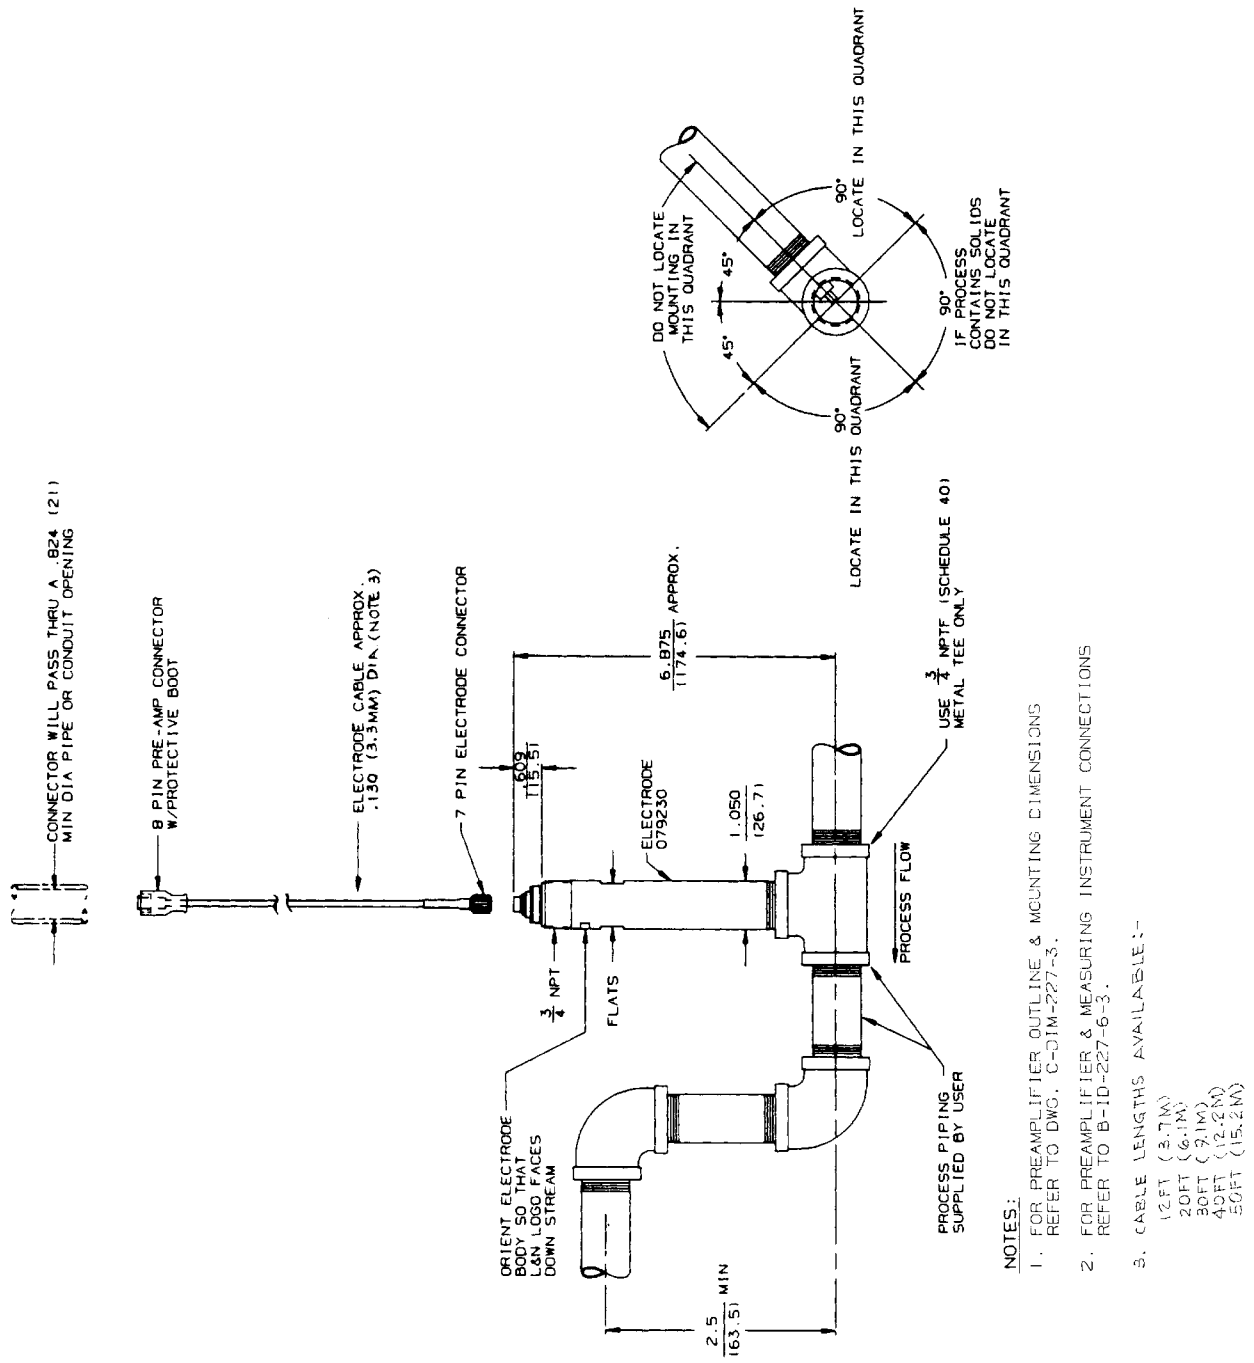 CONNECTOR WILL PASS THRU A .824 (21)
MIN DIA PIPE OR CONDUIT OPENING
8 PIN PRE-AMP CONNECTOR
W/PROTECTIVE BOOT
ELECTRODE CABLE APPROX.
.130 (3.3MM) DIA. (NOTE 3)
7 PIN ELECTRODE CONNECTOR
.609
(15.5)
6.875 APPROX.
(174.6)
3/4 NPT
FLATS
ELECTRODE
079230
1.050
(26.7)
ORIENT ELECTRODE
BODY SO THAT
L&N LOGO FACES
DOWN STREAM
2.5 MIN
(63.5)
PROCESS PIPING
SUPPLIED BY USER
PROCESS FLOW
USE 3/4 NPTF (SCHEDULE 40)
METAL TEE ONLY
DO NOT LOCATE
MOUNTING IN
THIS QUADRANT
45°
45°
90°
LOCATE IN THIS QUADRANT
90°
LOCATE IN THIS QUADRANT
90°
IF PROCESS
CONTAINS SOLIDS
DO NOT LOCATE
IN THIS QUADRANT
NOTES:
1. FOR PREAMPLIFIER OUTLINE & MOUNTING DIMENSIONS
REFER TO DWG. C-DIM-227-3.
2. FOR PREAMPLIFIER & MEASURING INSTRUMENT CONNECTIONS
REFER TO B-ID-227-6-3.
3. CABLE LENGTHS AVAILABLE:-
12FT (3.7M)
20FT (6.1M)
30FT (9.1M)
40FT (12.2M)
50FT (15.2M)